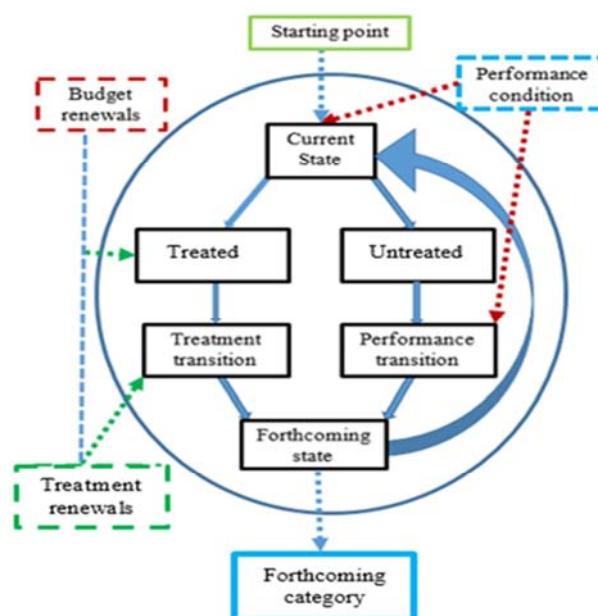 Starting point
Budget
renewals
Performance
condition
Current
State
Treated
Untreated
Treatment
transition
Performance
transition
Forthcoming
state
Treatment
renewals
Forthcoming
category